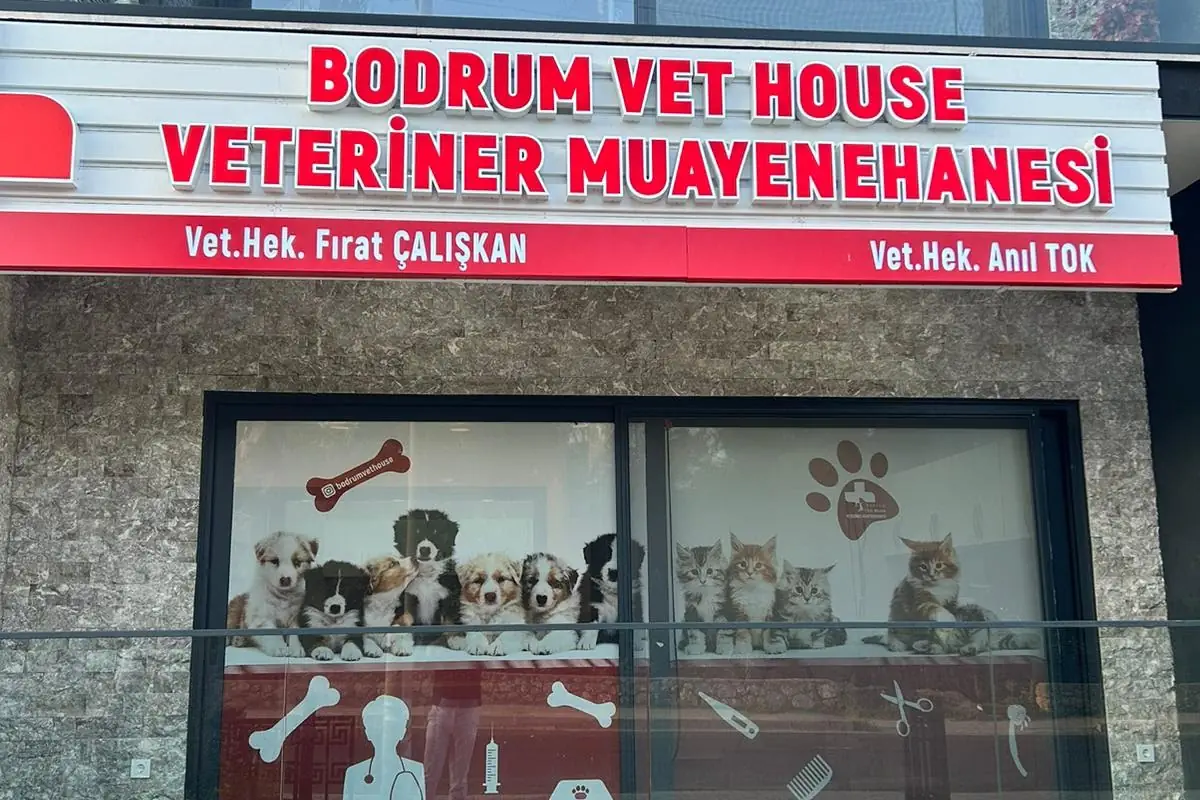 BODRUM VET HOUSE
VETERİNER MUAYENEHANESİ
Vet.Hek. Fırat ÇALIŞKAN
Vet.Hek. Anıl TOK
bodrumvethouse